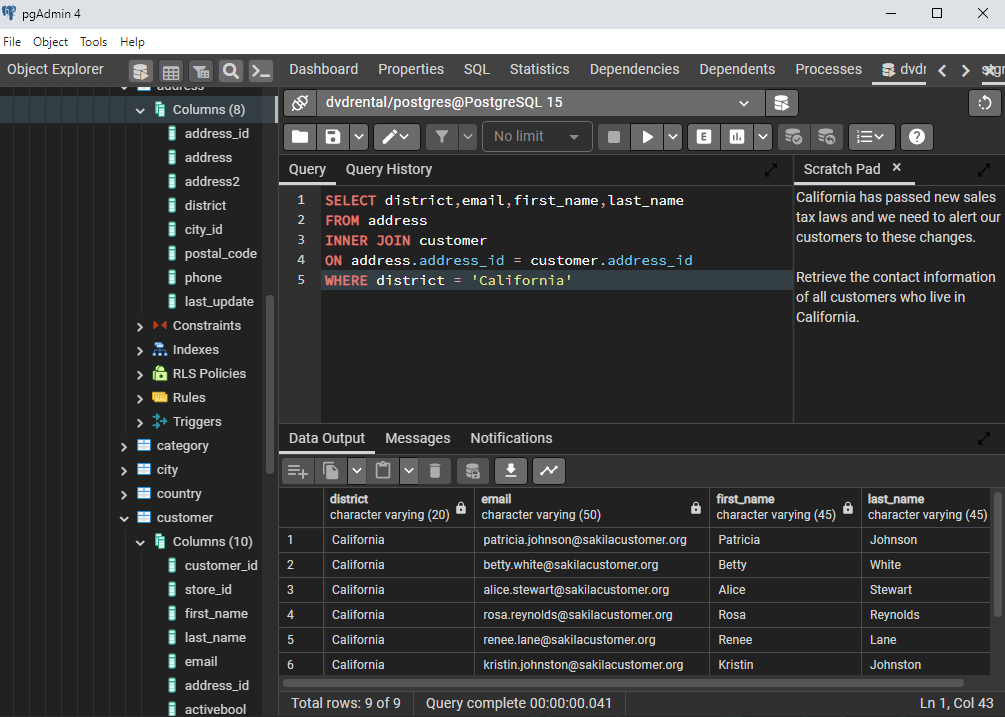 pgAdmin 4
File Object Tools Help
Object Explorer
Dashboard Properties SQL Statistics Dependencies Dependents Processes dvdr
address
Columns (8)
address_id
address
address2
district
city_id
postal_code
phone
last_update
Constraints
Indexes
RLS Policies
Rules
Triggers
category
city
country
customer
Columns (10)
customer_id
store_id
first_name
last_name
email
address_id
activebool
dvdrental/postgres@PostgreSQL 15
No limit
E
Query Query History
1 SELECT district,email,first_name,last_name
2 FROM address
3 INNER JOIN customer
4 ON address.address_id = customer.address_id
5 WHERE district = 'California'
Scratch Pad
California has passed new sales
tax laws and we need to alert our
customers to these changes.
Retrieve the contact information
of all customers who live in
California.
Data Output Messages Notifications
district email first_name last_name
character varying (20) character varying (50) character varying (45) character varying (45)
1 California patricia.johnson@sakilacustomer.org Patricia Johnson
2 California betty.white@sakilacustomer.org Betty White
3 California alice.stewart@sakilacustomer.org Alice Stewart
4 California rosa.reynolds@sakilacustomer.org Rosa Reynolds
5 California renee.lane@sakilacustomer.org Renee Lane
6 California kristin.johnston@sakilacustomer.org Kristin Johnston
Total rows: 9 of 9 Query complete 00:00:00.041 Ln 1, Col 43